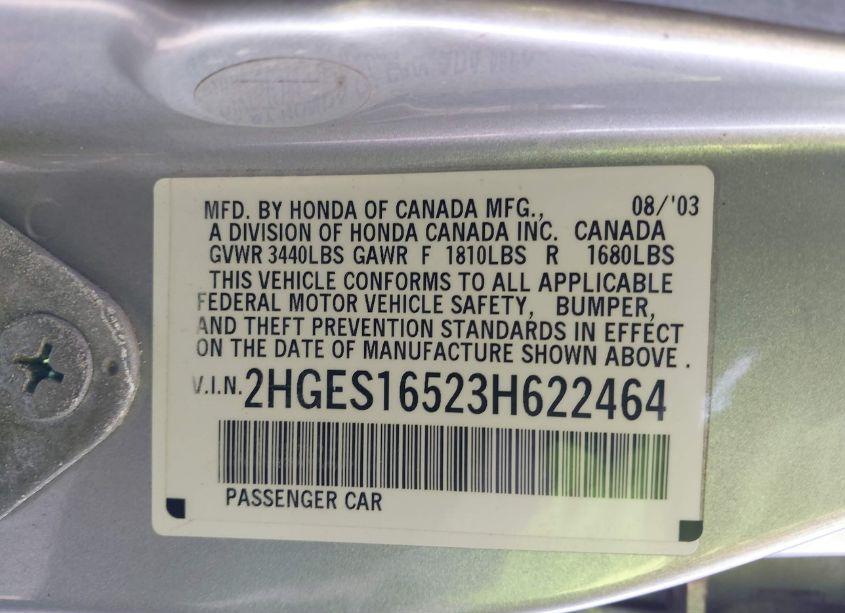 MFD. BY HONDA OF CANADA MFG., 08/'03
A DIVISION OF HONDA CANADA INC. CANADA
GVWR 3440LBS GAWR F 1810LBS R 1680LBS
THIS VEHICLE CONFORMS TO ALL APPLICABLE
FEDERAL MOTOR VEHICLE SAFETY, BUMPER,
AND THEFT PREVENTION STANDARDS IN EFFECT
ON THE DATE OF MANUFACTURE SHOWN ABOVE.
V.I.N. 2HGES16523H622464
PASSENGER CAR